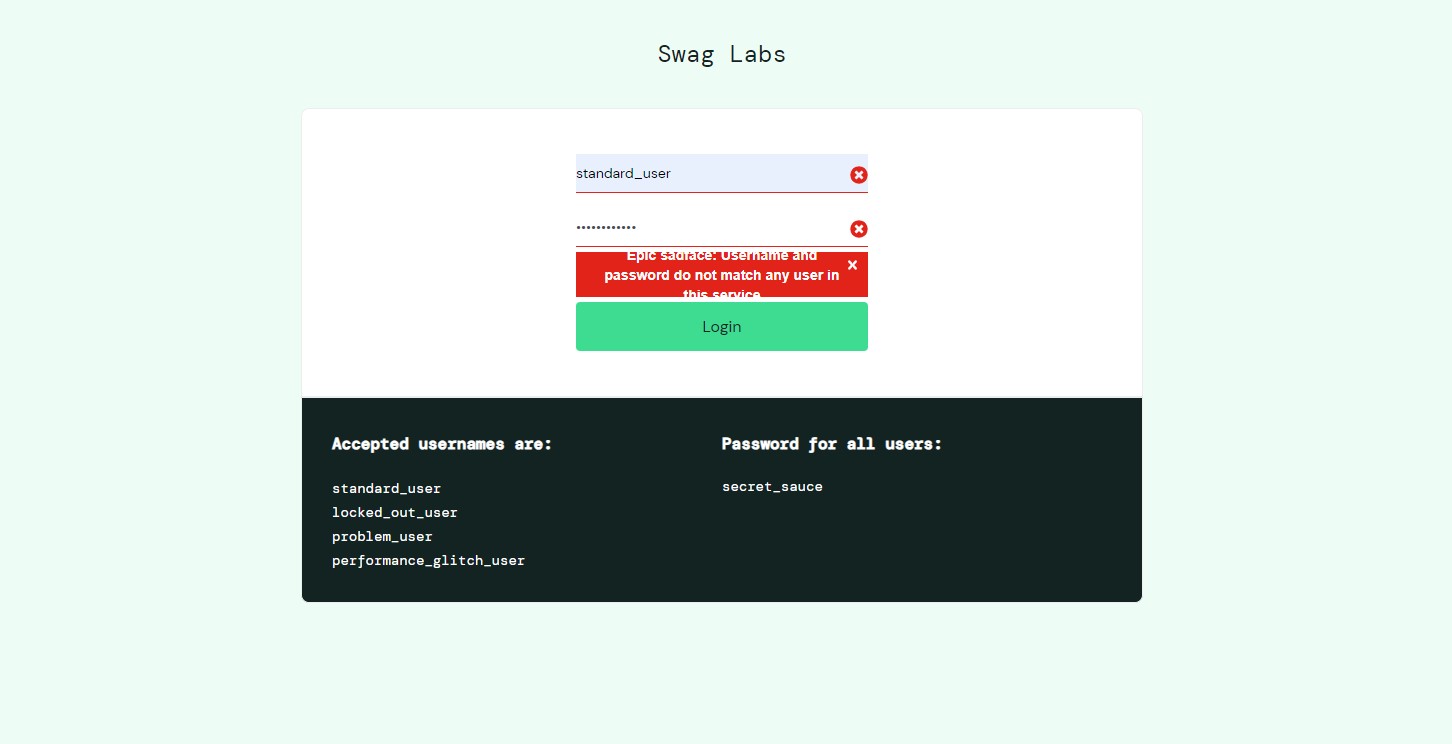 Swag Labs
standard_user
••••••••••••
Epic sadface: Username and
password do not match any user in
this service
Login
Accepted usernames are:
Password for all users:
standard_user
secret_sauce
locked_out_user
problem_user
performance_glitch_user